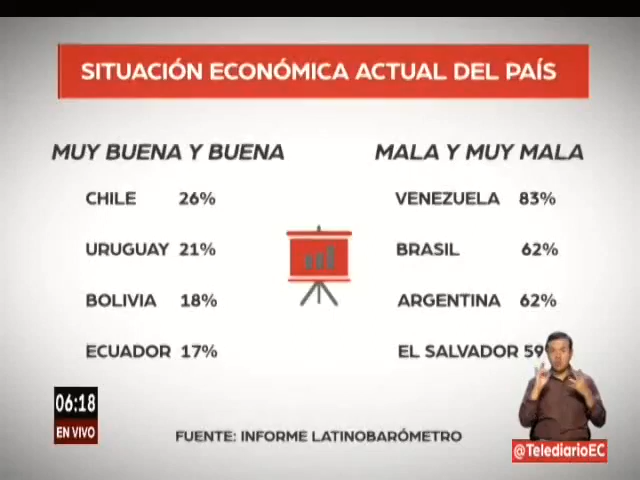 SITUACIÓN ECONÓMICA ACTUAL DEL PAÍS
MUY BUENA Y BUENA
CHILE 26%
URUGUAY 21%
BOLIVIA 18%
ECUADOR 17%
MALA Y MUY MALA
VENEZUELA 83%
BRASIL 62%
ARGENTINA 62%
EL SALVADOR
06:18
EN VIVO
FUENTE: INFORME LATINOBARÓMETRO
@TelediarioEC